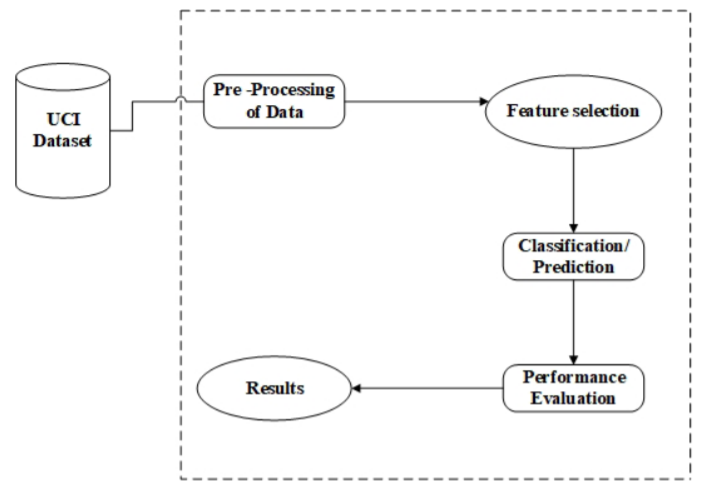 UCI
Dataset
Pre -Processing
of Data
Feature selection
Classification/
Prediction
Performance
Evaluation
Results